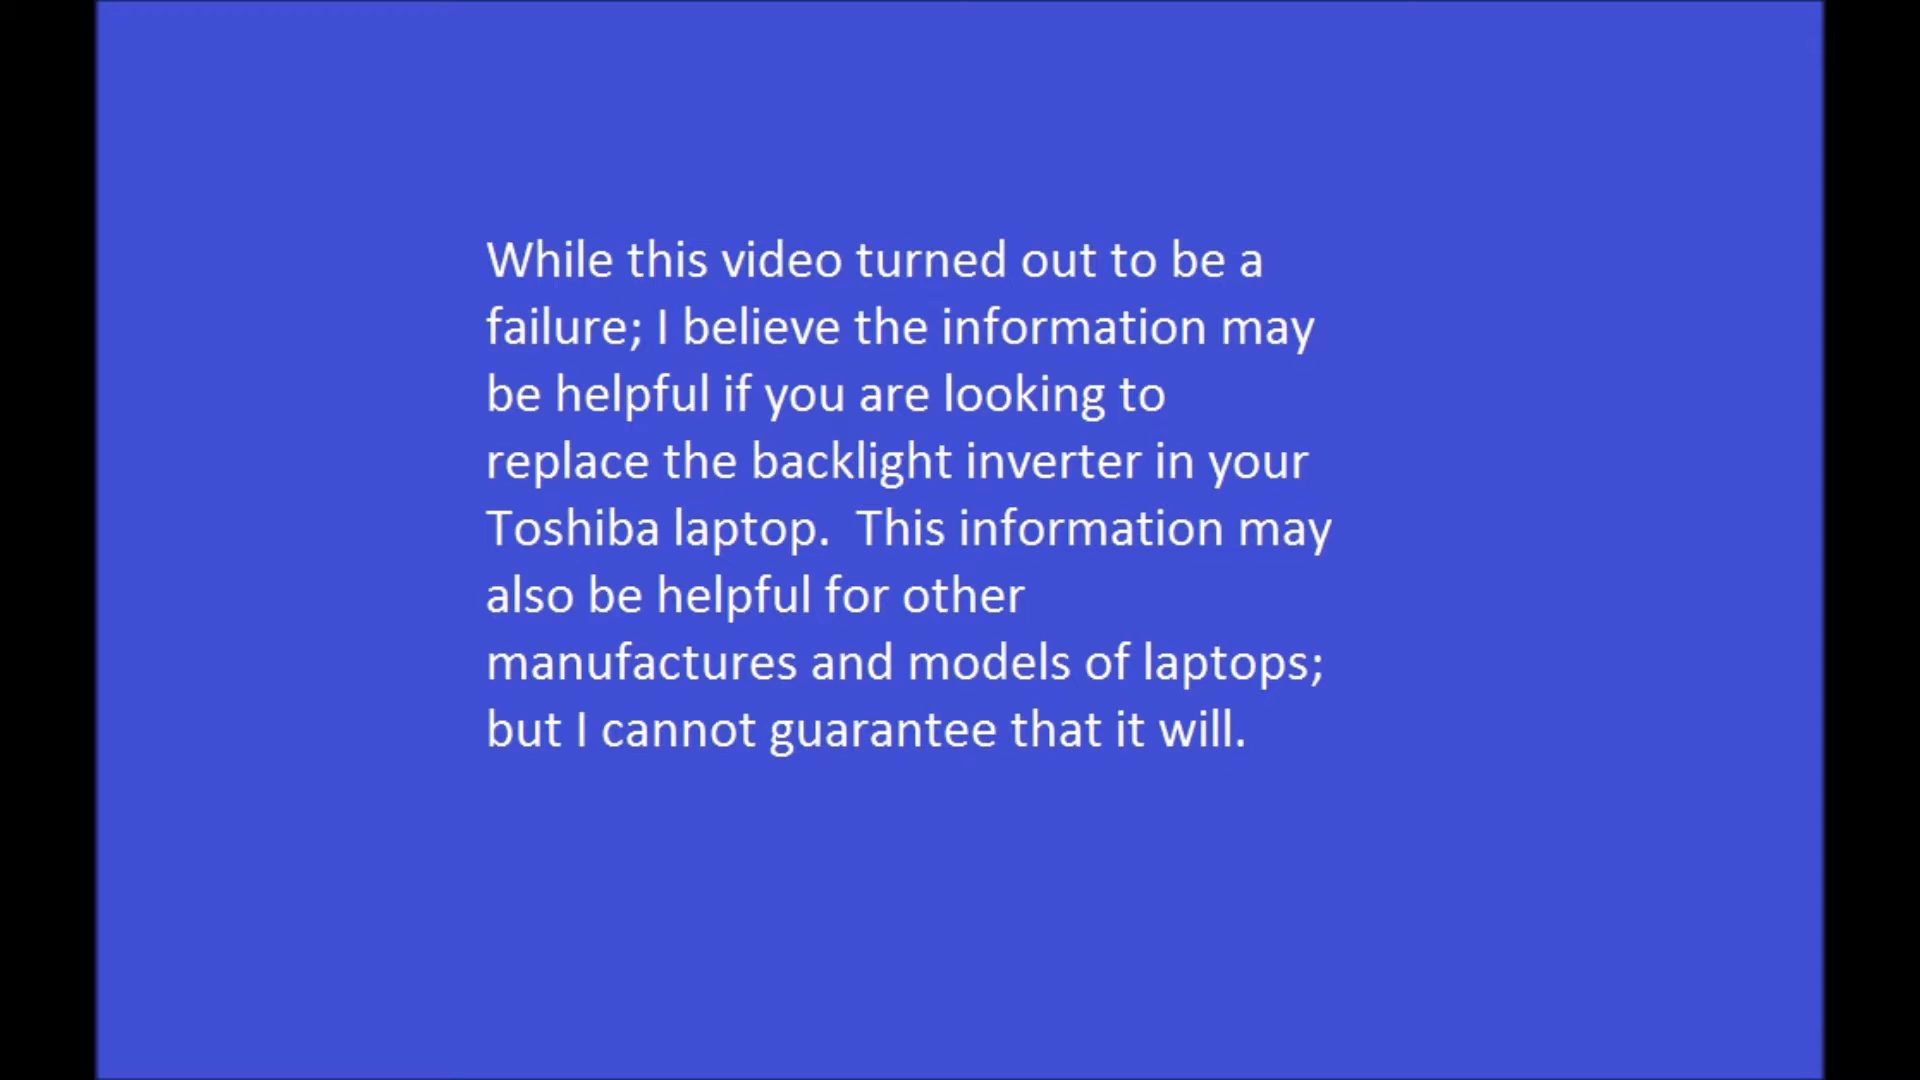 While this video turned out to be a
failure; I believe the information may
be helpful if you are looking to
replace the backlight inverter in your
Toshiba laptop.  This information may
also be helpful for other
manufactures and models of laptops;
but I cannot guarantee that it will.